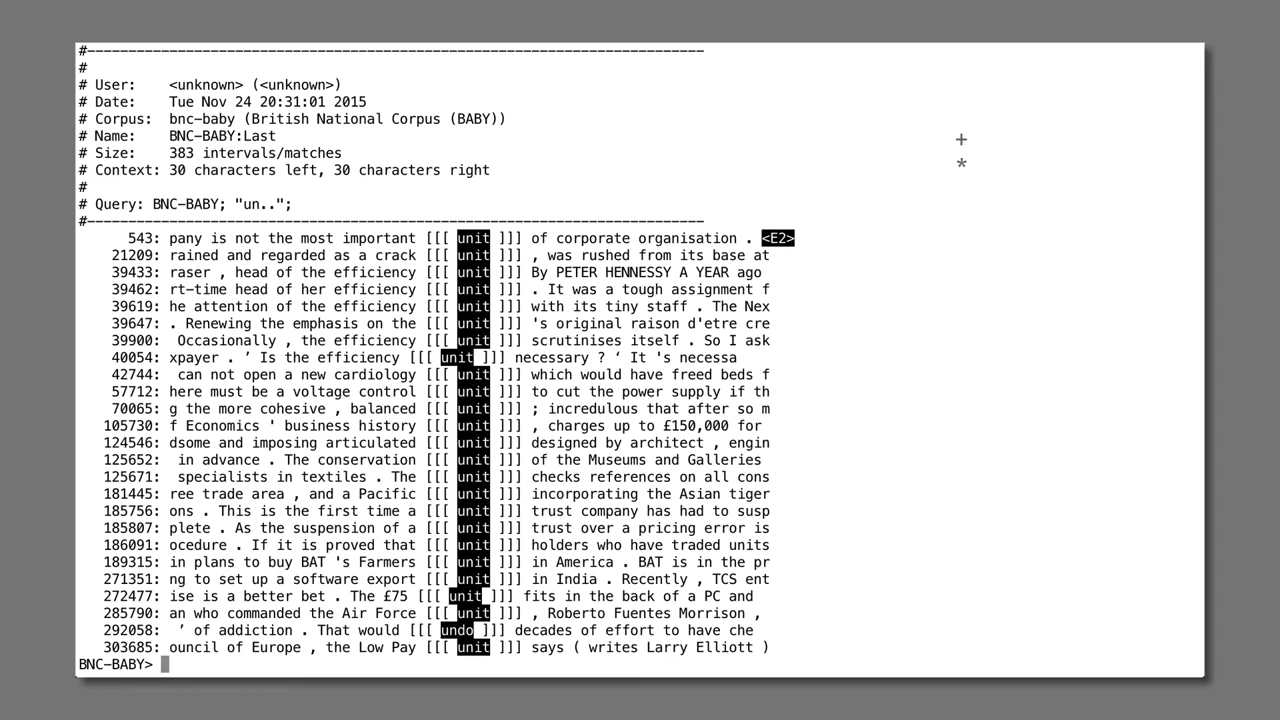 #---------------------------------------------------------------------------
#
# User:    <unknown> (<unknown>)
# Date:    Tue Nov 24 20:31:01 2015
# Corpus:  bnc-baby (British National Corpus (BABY))
# Name:    BNC-BABY:Last
+
# Size:    383 intervals/matches
*
# Context: 30 characters left, 30 characters right
#
# Query: BNC-BABY; "un..";
#---------------------------------------------------------------------------
543: pany is not the most important [[[ unit ]]] of corporate organisation . <E2>
21209: rained and regarded as a crack [[[ unit ]]] , was rushed from its base at
39433: raser , head of the efficiency [[[ unit ]]] By PETER HENNESSY A YEAR ago
39462: rt-time head of her efficiency [[[ unit ]]] . It was a tough assignment f
39619: he attention of the efficiency [[[ unit ]]] with its tiny staff . The Nex
39647: . Renewing the emphasis on the [[[ unit ]]] 's original raison d'etre cre
39900:  Occasionally , the efficiency [[[ unit ]]] scrutinises itself . So I ask
40054: xpayer . ’ Is the efficiency [[[ unit ]]] necessary ? ‘ It 's necessa
42744:  can not open a new cardiology [[[ unit ]]] which would have freed beds f
57712: here must be a voltage control [[[ unit ]]] to cut the power supply if th
70065: g the more cohesive , balanced [[[ unit ]]] ; incredulous that after so m
105730: f Economics ' business history [[[ unit ]]] , charges up to £150,000 for
124546: dsome and imposing articulated [[[ unit ]]] designed by architect , engin
125652:  in advance . The conservation [[[ unit ]]] of the Museums and Galleries
125671:  specialists in textiles . The [[[ unit ]]] checks references on all cons
181445: ree trade area , and a Pacific [[[ unit ]]] incorporating the Asian tiger
185756: ons . This is the first time a [[[ unit ]]] trust company has had to susp
185807: plete . As the suspension of a [[[ unit ]]] trust over a pricing error is
186091: ocedure . If it is proved that [[[ unit ]]] holders who have traded units
189315: in plans to buy BAT 's Farmers [[[ unit ]]] in America . BAT is in the pr
271351: ng to set up a software export [[[ unit ]]] in India . Recently , TCS ent
272477: ise is a better bet . The £75 [[[ unit ]]] fits in the back of a PC and
285790: an who commanded the Air Force [[[ unit ]]] , Roberto Fuentes Morrison ,
292058:  ’ of addiction . That would [[[ undo ]]] decades of effort to have che
303685: ouncil of Europe , the Low Pay [[[ unit ]]] says ( writes Larry Elliott )
BNC-BABY>